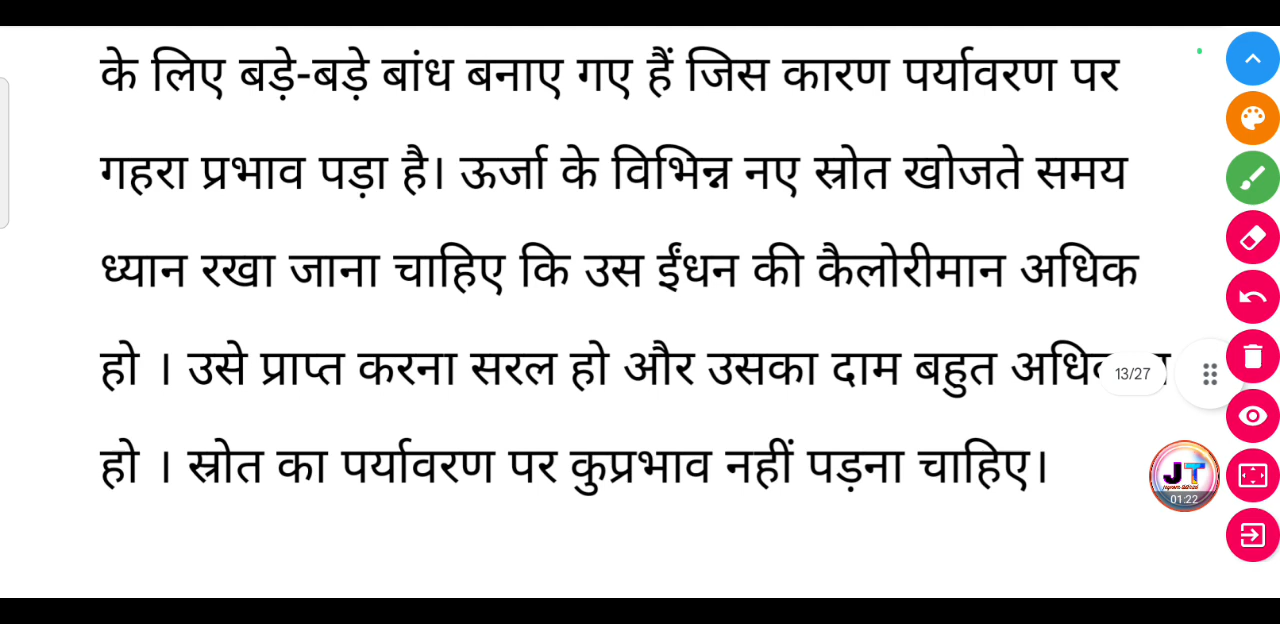 के लिए बड़े-बड़े बांध बनाए गए हैं जिस कारण पर्यावरण पर
गहरा प्रभाव पड़ा है। ऊर्जा के विभिन्न नए स्रोत खोजते समय
ध्यान रखा जाना चाहिए कि उस ईंधन की कैलोरीमान अधिक
हो । उसे प्राप्त करना सरल हो और उसका दाम बहुत
13/27
हो । स्रोत का पर्यावरण पर कुप्रभाव नहीं पड़ना चाहिए।
JT
01:22